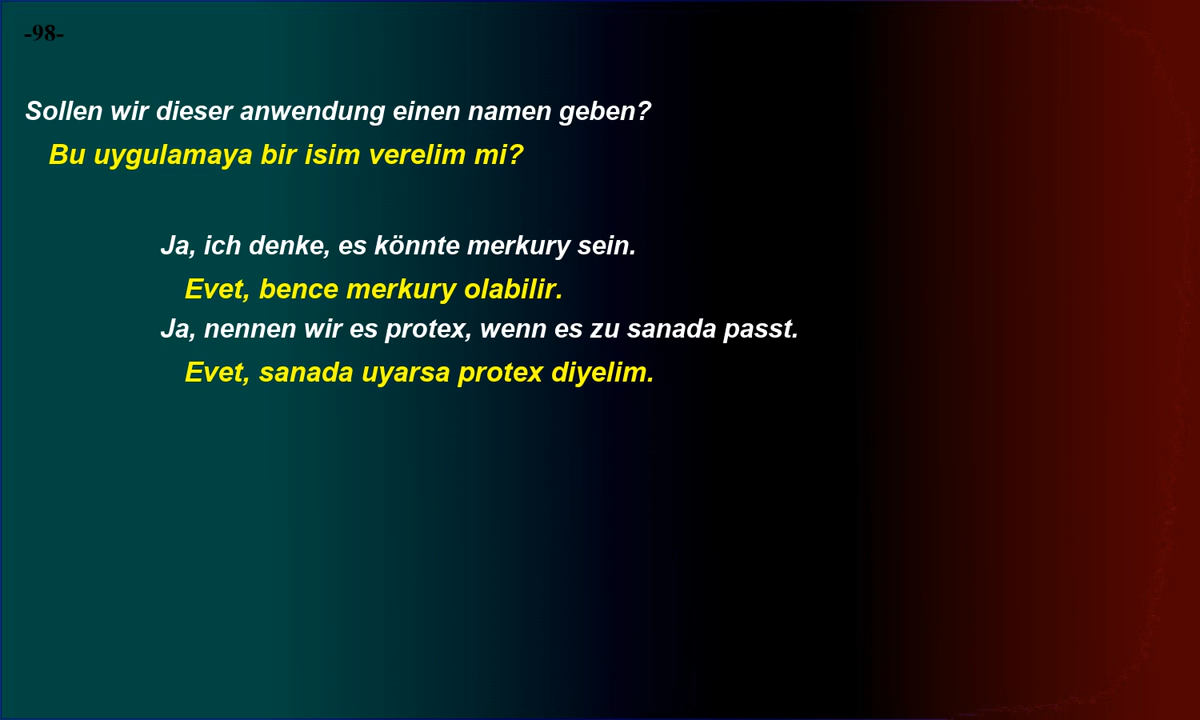 -98-
Sollen wir dieser anwendung einen namen geben?
Bu uygulamaya bir isim verelim mi?
Ja, ich denke, es könnte merkury sein.
Evet, bence merkury olabilir.
Ja, nennen wir es protex, wenn es zu sanada passt.
Evet, sanada uyarsa protex diyelim.